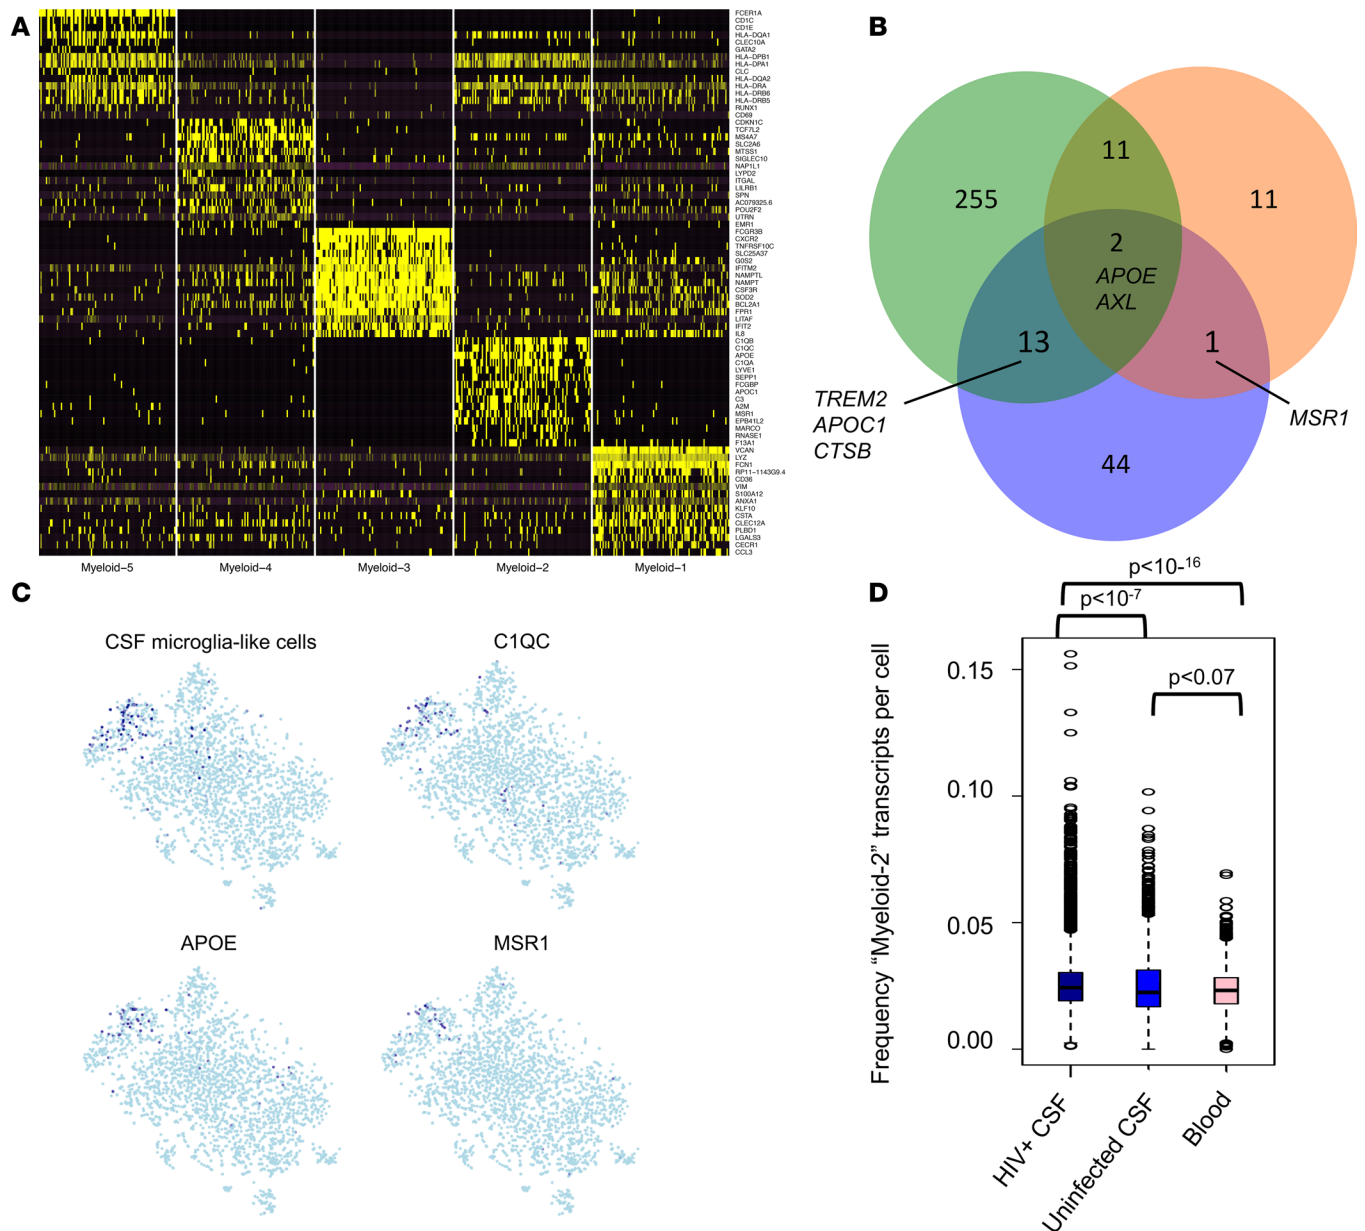 A
FCER1A
CD1C
CD1E
HLA-DQA1
CLEC10A
GATA2
HLA-DPB1
HLA-DPA1
CLC
HLA-DQA2
HLA-DRA
HLA-DRB6
HLA-DRB5
RUNX1
CD69
CDKN1C
TCF7L2
MS4A7
SLC2A6
MTSS1
SIGLEC10
NAP1L1
LYPD2
ITGAL
LILRB1
SPN
AC079325.6
POU2F2
UTRN
EMR1
FCGR3B
CXCR2
TNFRSF10C
SLC25A37
G0S2
IFITM2
NAMPTL
NAMPT
CSF3R
SOD2
BCL2A1
FPR1
LITAF
IFIT2
IL8
C1QB
C1QC
APOE
C1QA
LYVE1
SEPP1
FCGBP
APOC1
C3
A2M
MSR1
EPB41L2
MARCO
RNASE1
F13A1
VCAN
LYZ
FCN1
RP11-1143G9.4
CD36
VIM
S100A12
ANXA1
KLF10
CSTA
CLEC12A
PLBD1
LGALS3
CECR1
CCL3
Myeloid-5 Myeloid-4 Myeloid-3 Myeloid-2 Myeloid-1
B
11
255
11
2
APOE
AXL
13
1
TREM2
APOC1
CTSB
MSR1
44
C
CSF microglia-like cells
C1QC
APOE
MSR1
D
p<10-16
p<10-7
p<0.07
Frequency “Myeloid-2” transcripts per cell
0.15
0.10
0.05
0.00
HIV+ CSF
Uninfected CSF
Blood